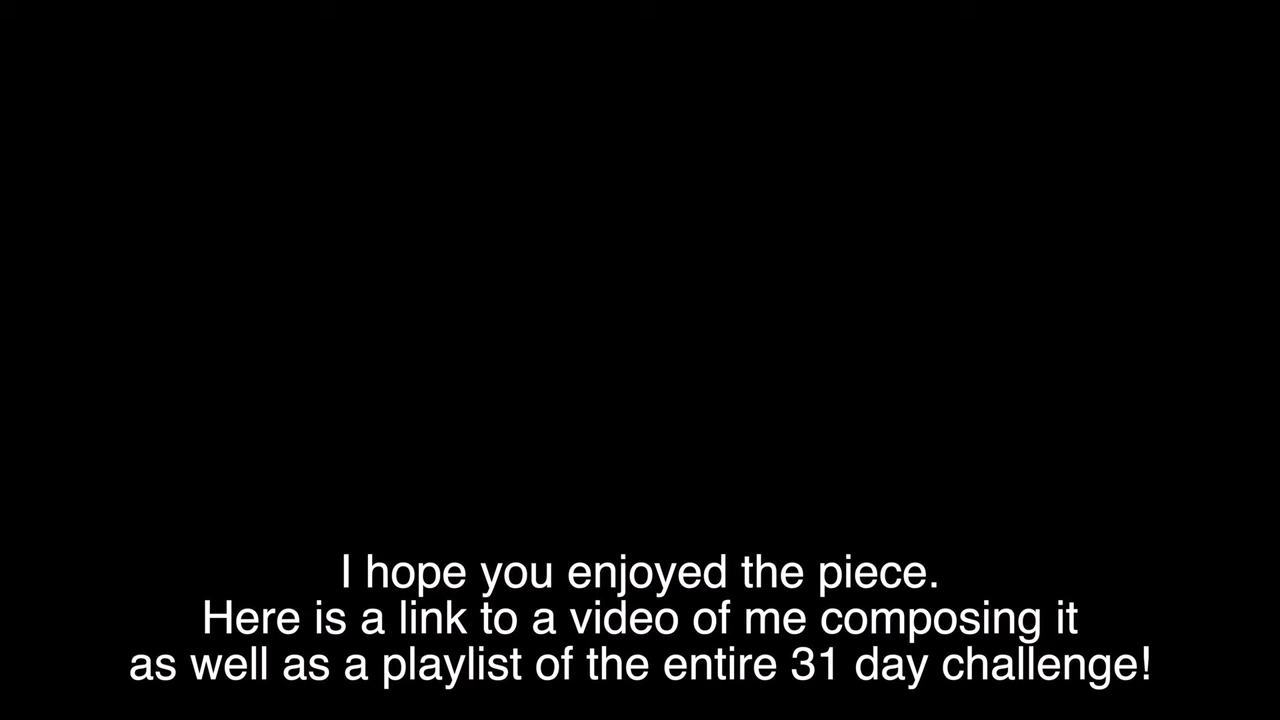 I hope you enjoyed the piece.
Here is a link to a video of me composing it
as well as a playlist of the entire 31 day challenge!